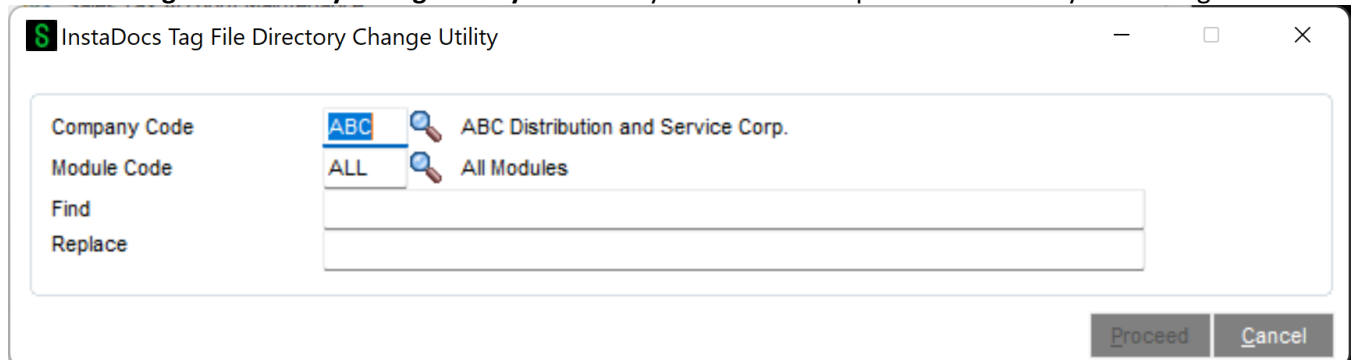 InstaDocs Tag File Directory Change Utility
Company Code ABC ABC Distribution and Service Corp.
Module Code ALL All Modules
Find
Replace
Proceed Cancel